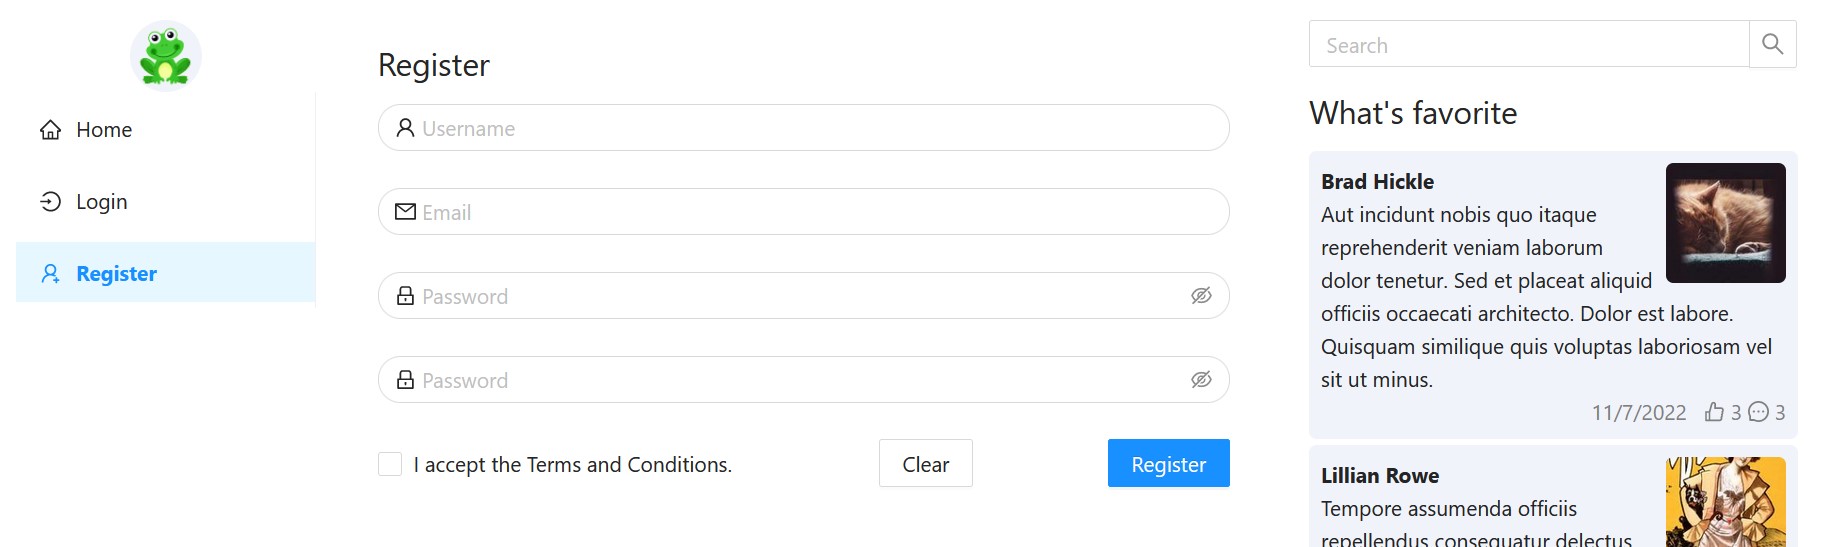 Home
Login
Register
Register
Username
Email
Password
Password
I accept the Terms and Conditions.
Clear
Register
Search
What's favorite
Brad Hickle
Aut incidunt nobis quo itaque
reprehenderit veniam laborum
dolor tenetur. Sed et placeat aliquid
officiis occaecati architecto. Dolor est labore.
Quisquam similique quis voluptas laboriosam vel
sit ut minus.
11/7/2022 3 3
Lillian Rowe
Tempore assumenda officiis
repellendus consequatur delectus